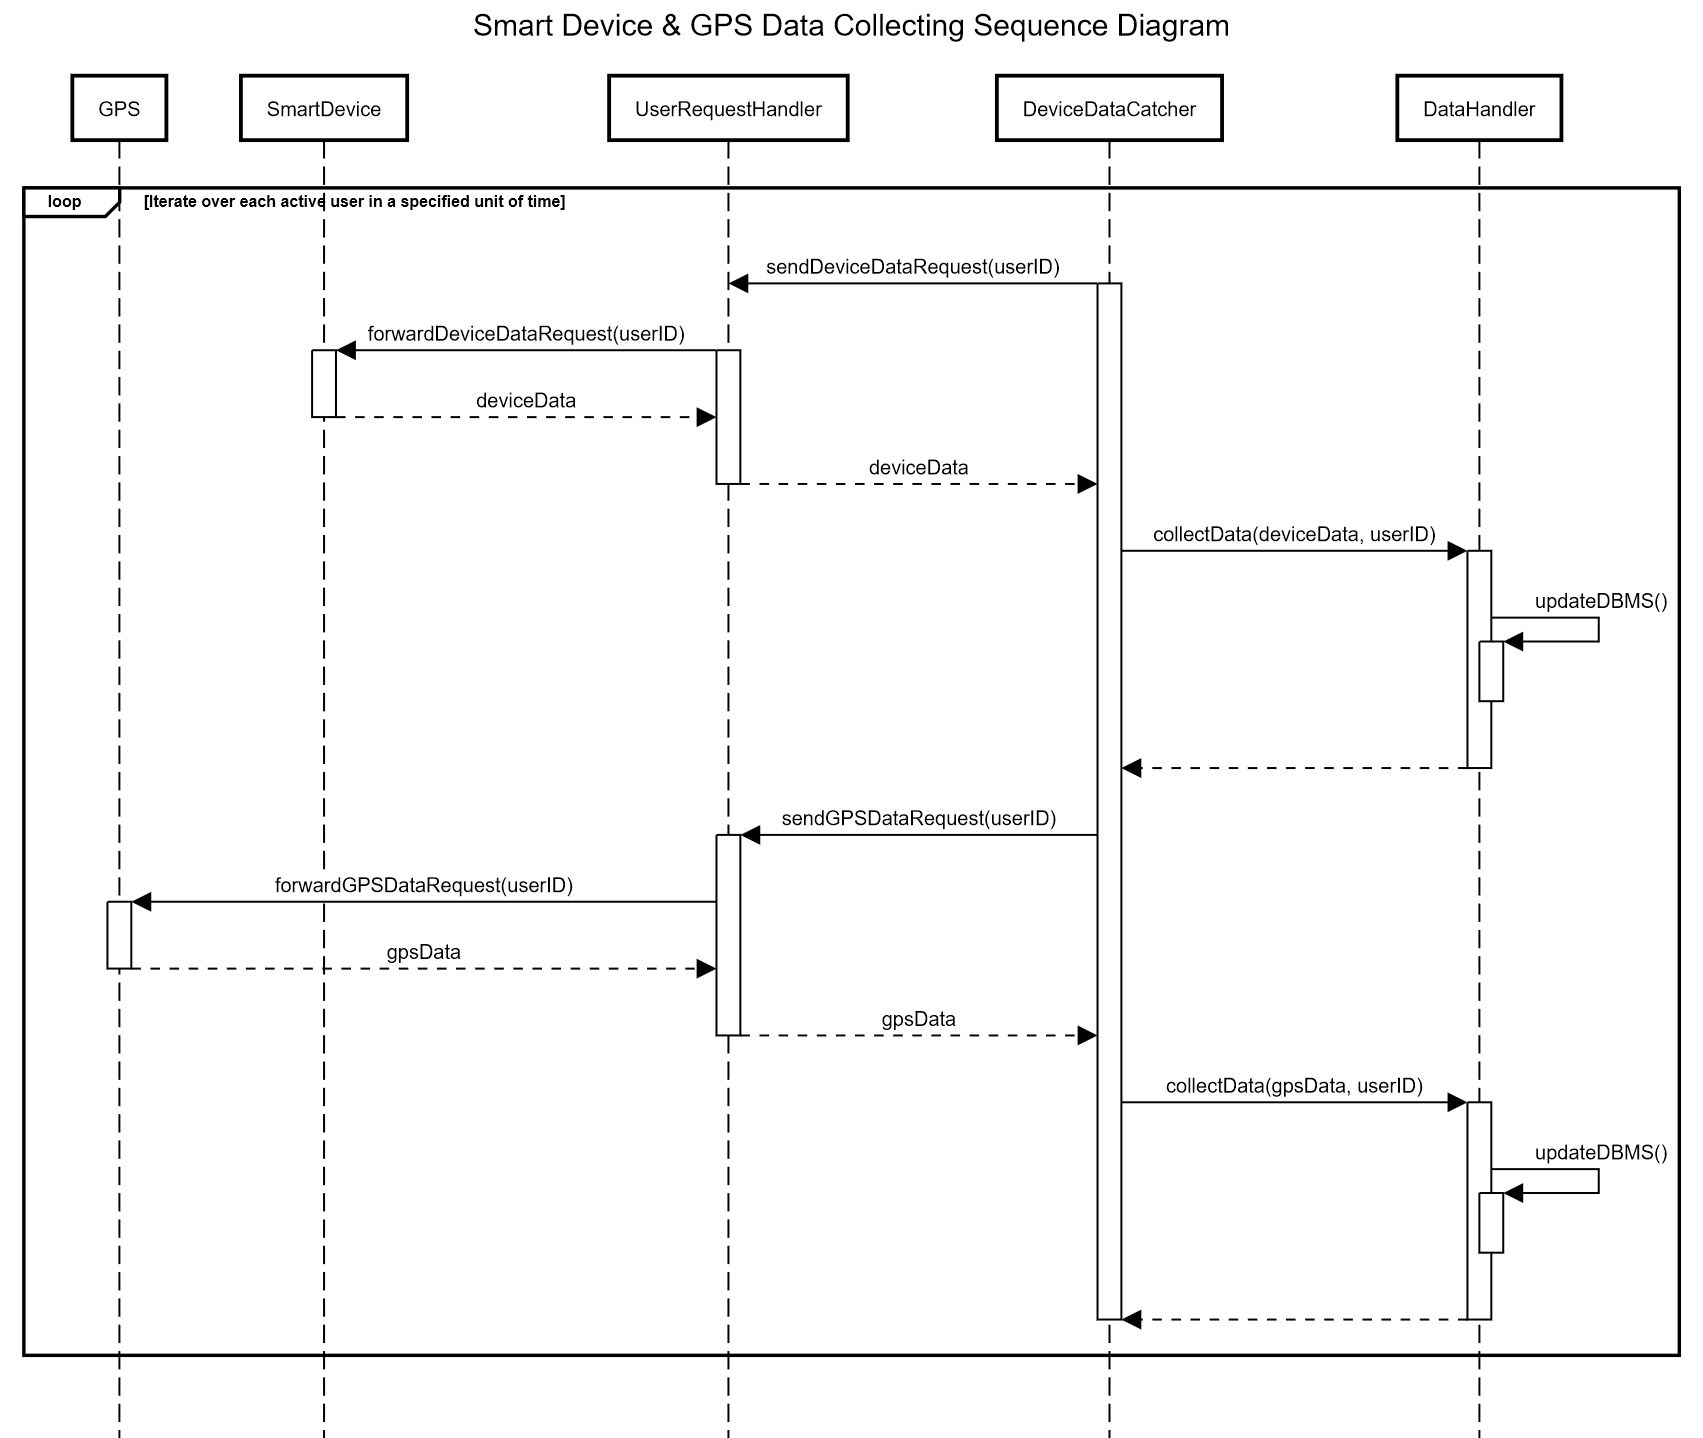 Smart Device & GPS Data Collecting Sequence Diagram
GPS
SmartDevice
UserRequestHandler
DeviceDataCatcher
DataHandler
loop
[Iterate over each active user in a specified unit of time]
sendDeviceDataRequest(userID)
forwardDeviceDataRequest(userID)
deviceData
deviceData
collectData(deviceData, userID)
updateDBMS()
sendGPSDataRequest(userID)
forwardGPSDataRequest(userID)
gpsData
gpsData
collectData(gpsData, userID)
updateDBMS()